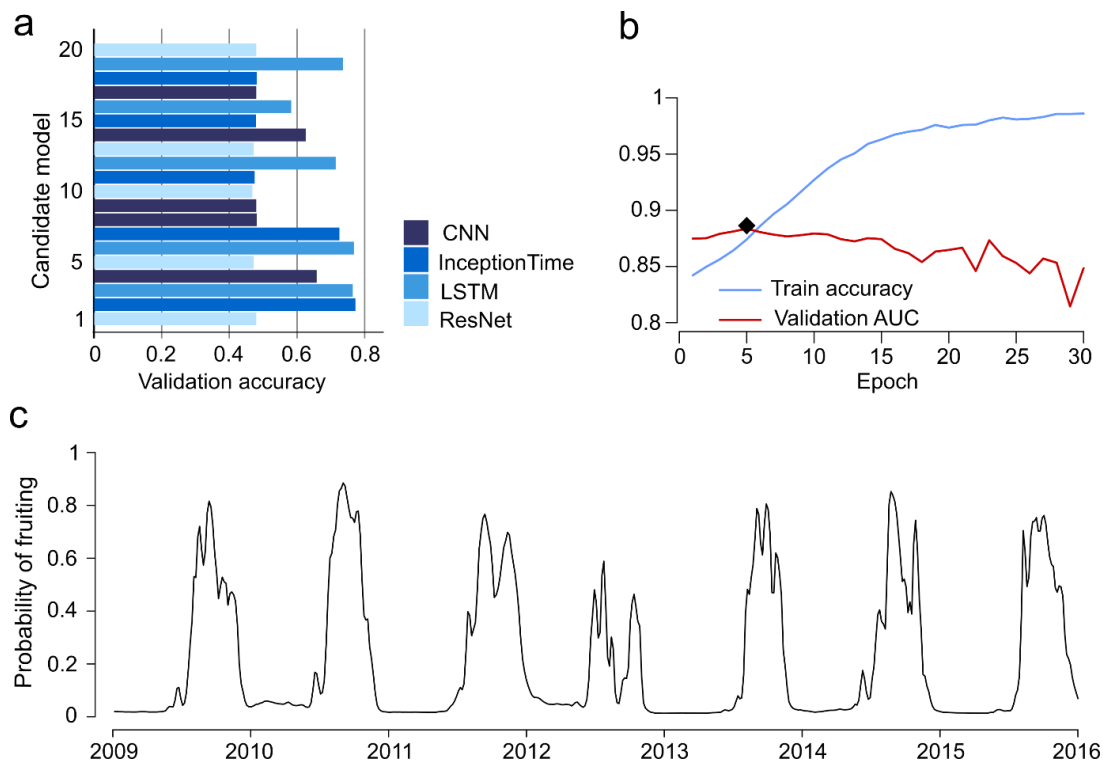 a
20
15
10
5
1
Candidate model
0 0.2 0.4 0.6 0.8
Validation accuracy
CNN
InceptionTime
LSTM
ResNet
b
1
0.95
0.9
0.85
0.8
Train accuracy
Validation AUC
0 5 10 15 20 25 30
Epoch
c
1
0.8
0.6
0.4
0.2
0
Probability of fruiting
2009 2010 2011 2012 2013 2014 2015 2016